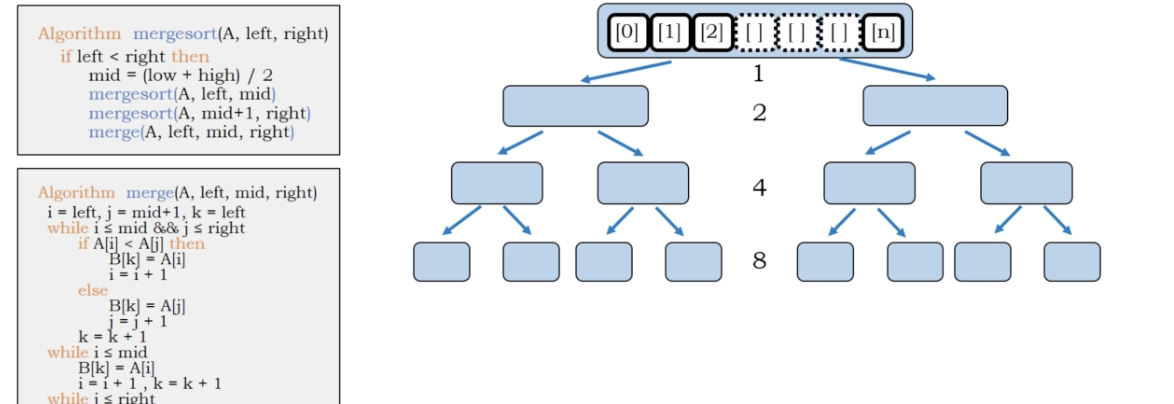 Algorithm mergesort(A, left, right)
if left < right then
mid = (low + high) / 2
mergesort(A, left, mid)
mergesort(A, mid+1, right)
merge(A, left, mid, right)
Algorithm merge(A, left, mid, right)
i = left, j = mid+1, k = left
while i ≤ mid && j ≤ right
if A[i] < A[j] then
B[k] = A[i]
i = i + 1
else
B[k] = A[j]
j = j + 1
k = k + 1
while i ≤ mid
B[k] = A[i]
i = i + 1 , k = k + 1
while j ≤ right
[0] [1] [2] [ ] [ ] [ ] [n]
1
2
4
8